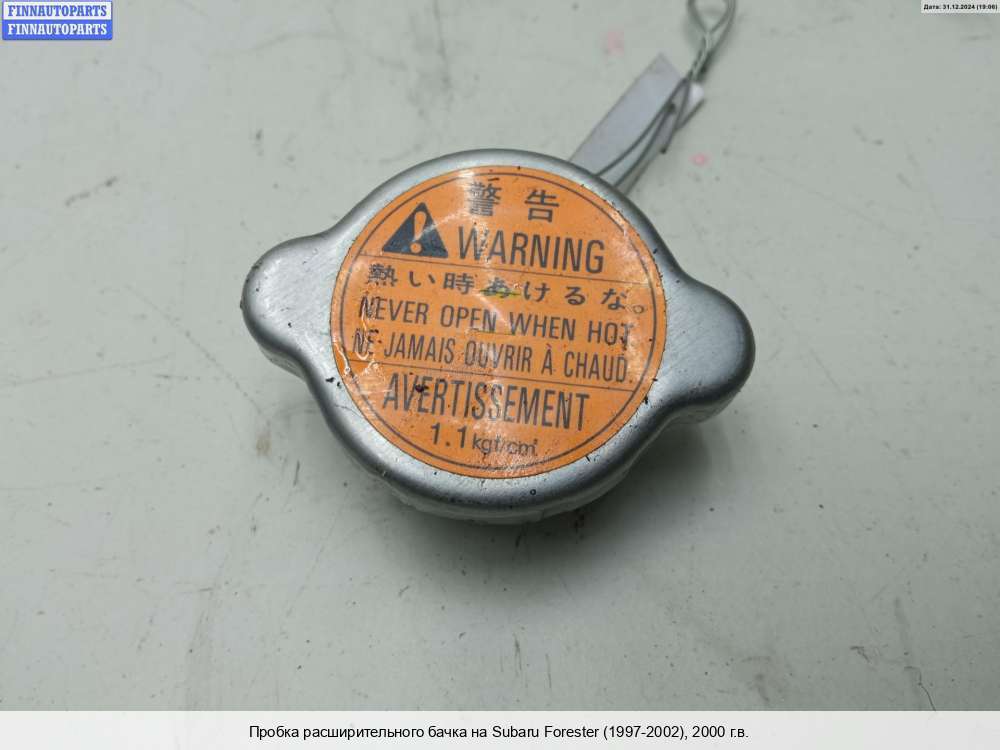 FINNAUTOPARTS
FINNAUTOPARTS
Дата: 31.12.2024 (19:06)
警告
WARNING
熱い時あけるな。
NEVER OPEN WHEN HOT
NE JAMAIS OUVRIR À CHAUD.
AVERTISSEMENT
1.1 kgf/cm²
Пробка расширительного бачка на Subaru Forester (1997-2002), 2000 г.в.